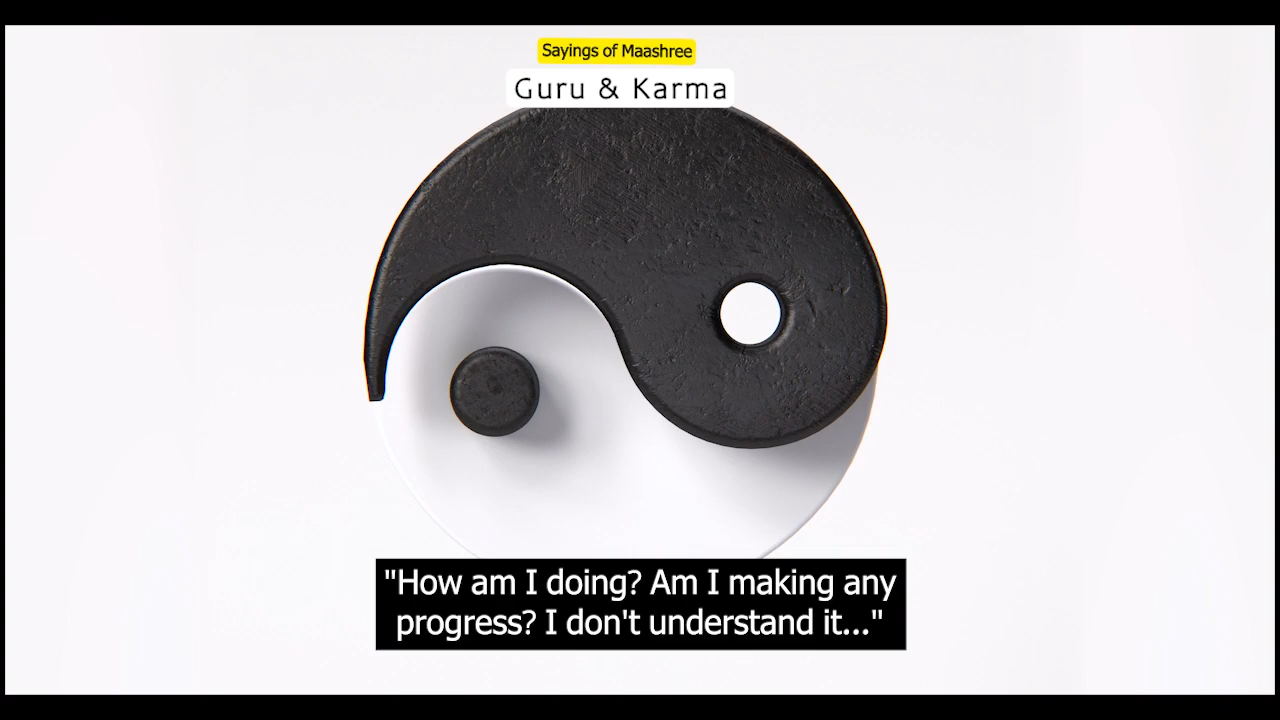 Sayings of Maashree
Guru & Karma
"How am I doing? Am I making any
progress? I don't understand it..."